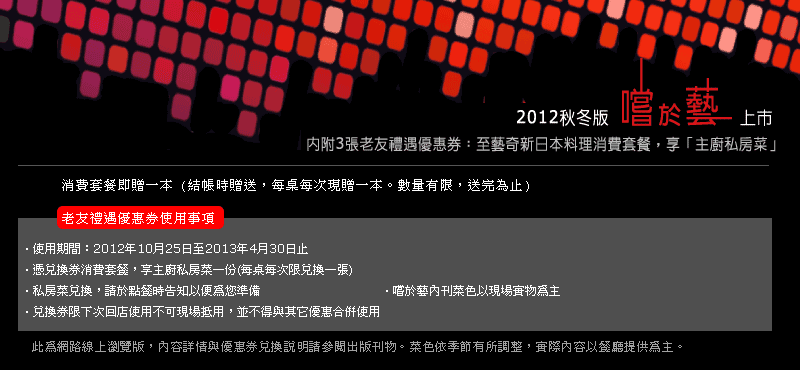 2012秋冬版 嚐於藝 上市
內附3張老友禮遇優惠券：至藝奇新日本料理消費套餐，享「主廚私房菜」
消費套餐即贈一本 (結帳時贈送，每桌每次現贈一本。數量有限，送完為止)
老友禮遇優惠券使用事項
·使用期間：2012年10月25日至2013年4月30日止
·憑兌換券消費套餐，享主廚私房菜一份(每桌每次限兌換一張)
·私房菜兌換，請於點餐時告知以便為您準備
·嚐於藝內刊菜色以現場實物為主
·兌換券限下次回店使用不可現場抵用，並不得與其它優惠合併使用
此為網路線上瀏覽版，內容詳情與優惠券兌換說明請參閱出版刊物。菜色依季節有所調整，實際內容以餐廳提供為主。